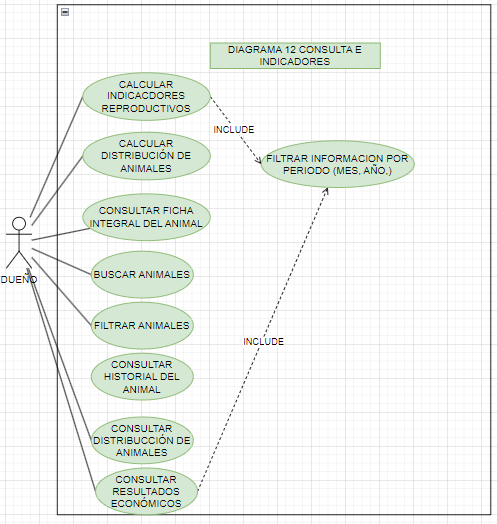 DIAGRAMA 12 CONSULTA E
INDICADORES
CALCULAR
INDICACDORES
REPRODUCTIVOS
INCLUDE
CALCULAR
DISTRIBUCIÓN DE
ANIMALES
FILTRAR INFORMACION POR
PERIODO (MES, AÑO,)
CONSULTAR FICHA
INTEGRAL DEL ANIMAL
BUSCAR ANIMALES
DUEÑO
FILTRAR ANIMALES
INCLUDE
CONSULTAR
HISTORIAL DEL
ANIMAL
CONSULTAR
DISTRIBUCCIÓN DE
ANIMALES
CONSULTAR
RESULTADOS
ECONÓMICOS